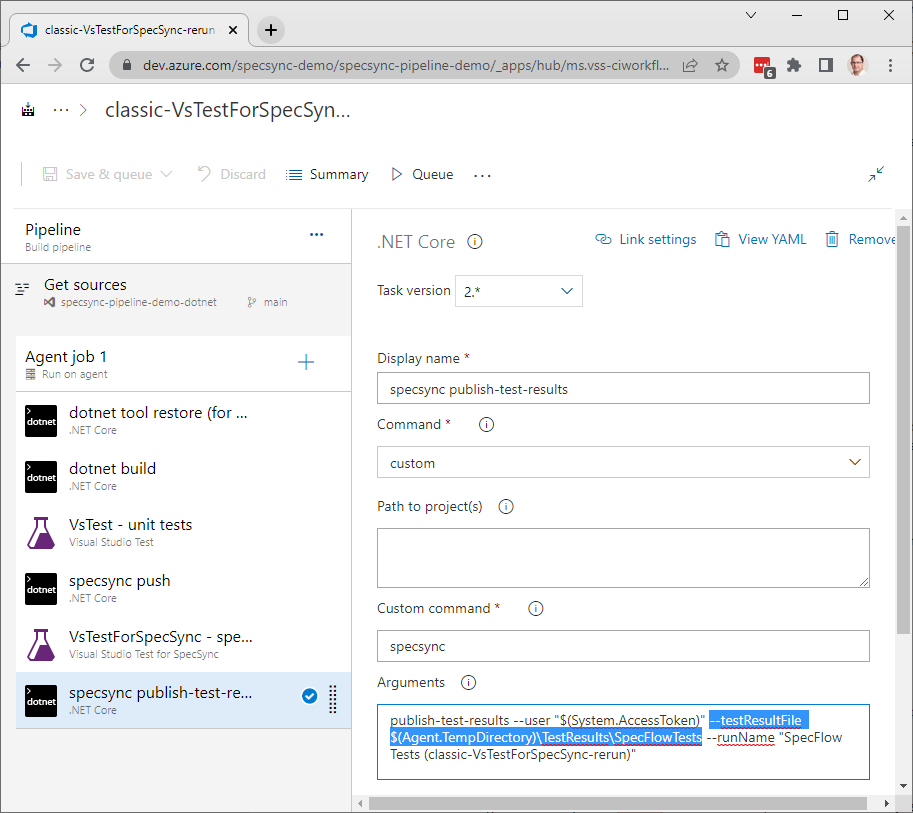 classic-VsTestForSpecSync-rerun
dev.azure.com/specsync-demo/specsync-pipeline-demo/_apps/hub/ms.vss-ciworkfl...
6
... > classic-VsTestForSpecSyn...
Save & queue
Discard
Summary
Queue
...
Pipeline
Build pipeline
...
Get sources
specsync-pipeline-demo-dotnet
main
Agent job 1
Run on agent
dotnet
dotnet tool restore (for ...
.NET Core
dotnet
dotnet build
.NET Core
VsTest - unit tests
Visual Studio Test
dotnet
specsync push
.NET Core
VsTestForSpecSync - spe...
Visual Studio Test for SpecSync
dotnet
specsync publish-test-re...
.NET Core
.NET Core
Link settings
View YAML
Remove
Task version
2.*
Display name *
specsync publish-test-results
Command *
custom
Path to project(s)
Custom command *
specsync
Arguments
publish-test-results --user "$(System.AccessToken)" --testResultFile
$(Agent.TempDirectory)\TestResults\SpecFlowTests --runName "SpecFlow
Tests (classic-VsTestForSpecSync-rerun)"